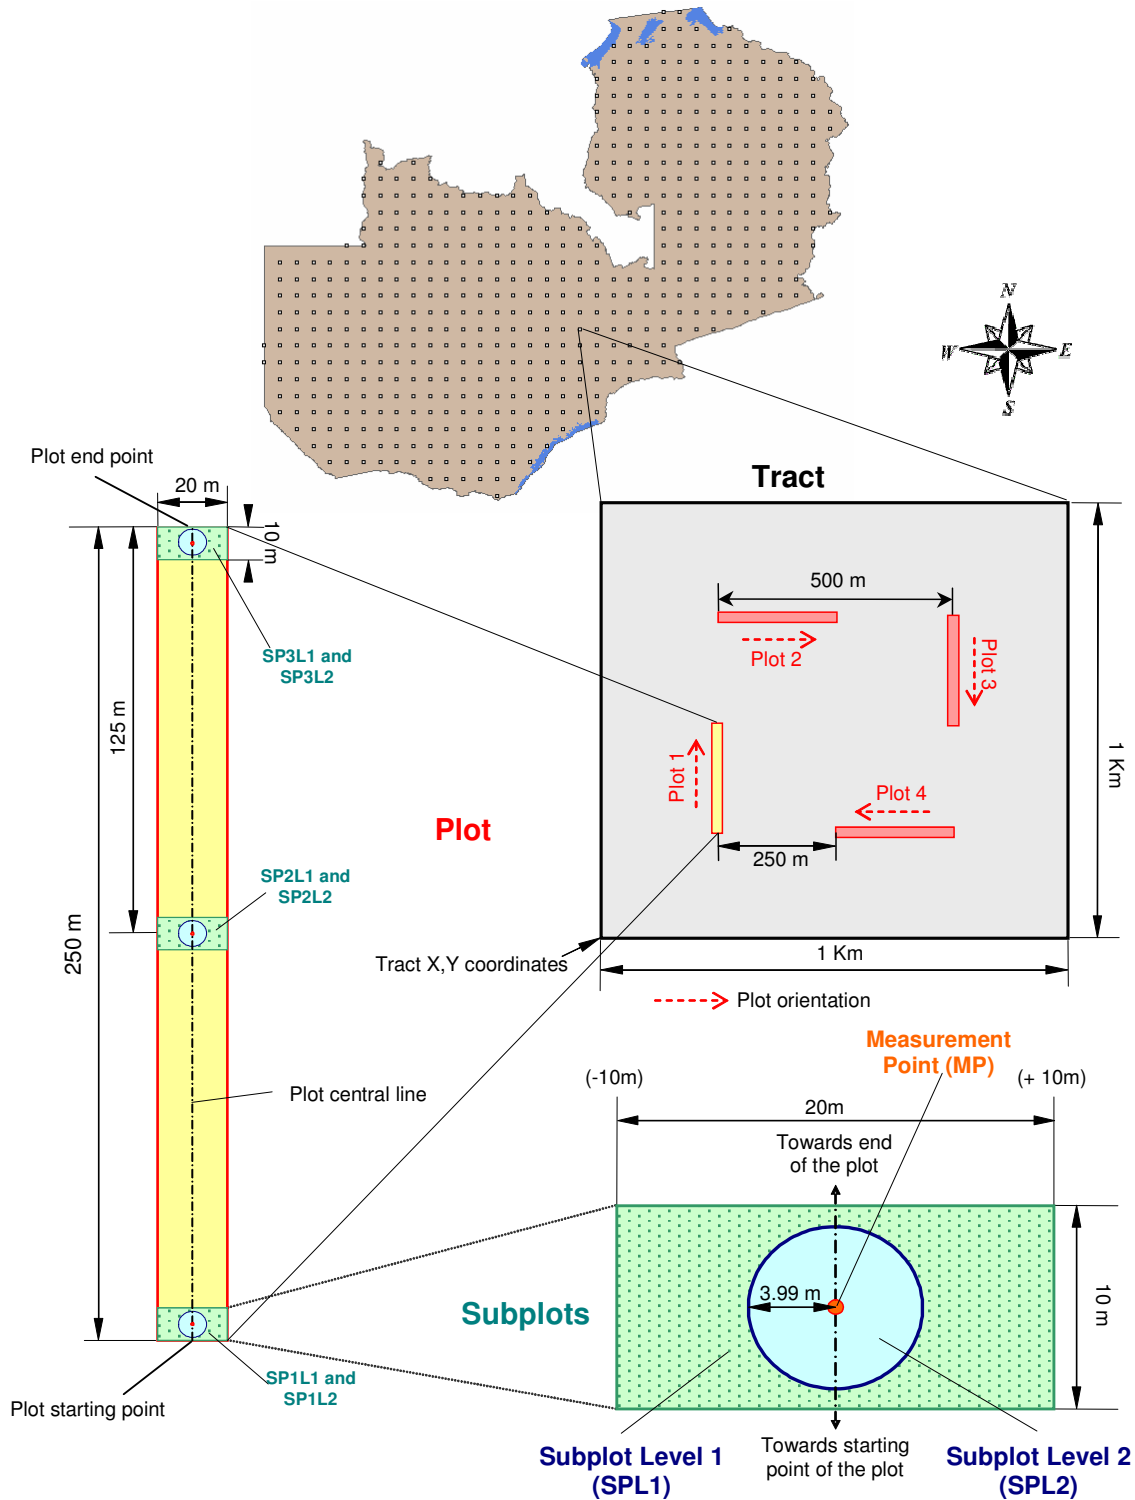 N
W
E
S
Plot end point
20 m
10 m
Tract
500 m
Plot 2
Plot 3
SP3L1 and
SP3L2
125 m
Plot 1
1 Km
Plot 4
Plot
250 m
SP2L1 and
SP2L2
250 m
Tract X,Y coordinates
1 Km
Plot orientation
Measurement
Point (MP)
(-10m)
(+ 10m)
Plot central line
20m
Towards end
of the plot
3.99 m
10 m
Subplots
SP1L1 and
SP1L2
Plot starting point
Subplot Level 1
(SPL1)
Towards starting
point of the plot
Subplot Level 2
(SPL2)